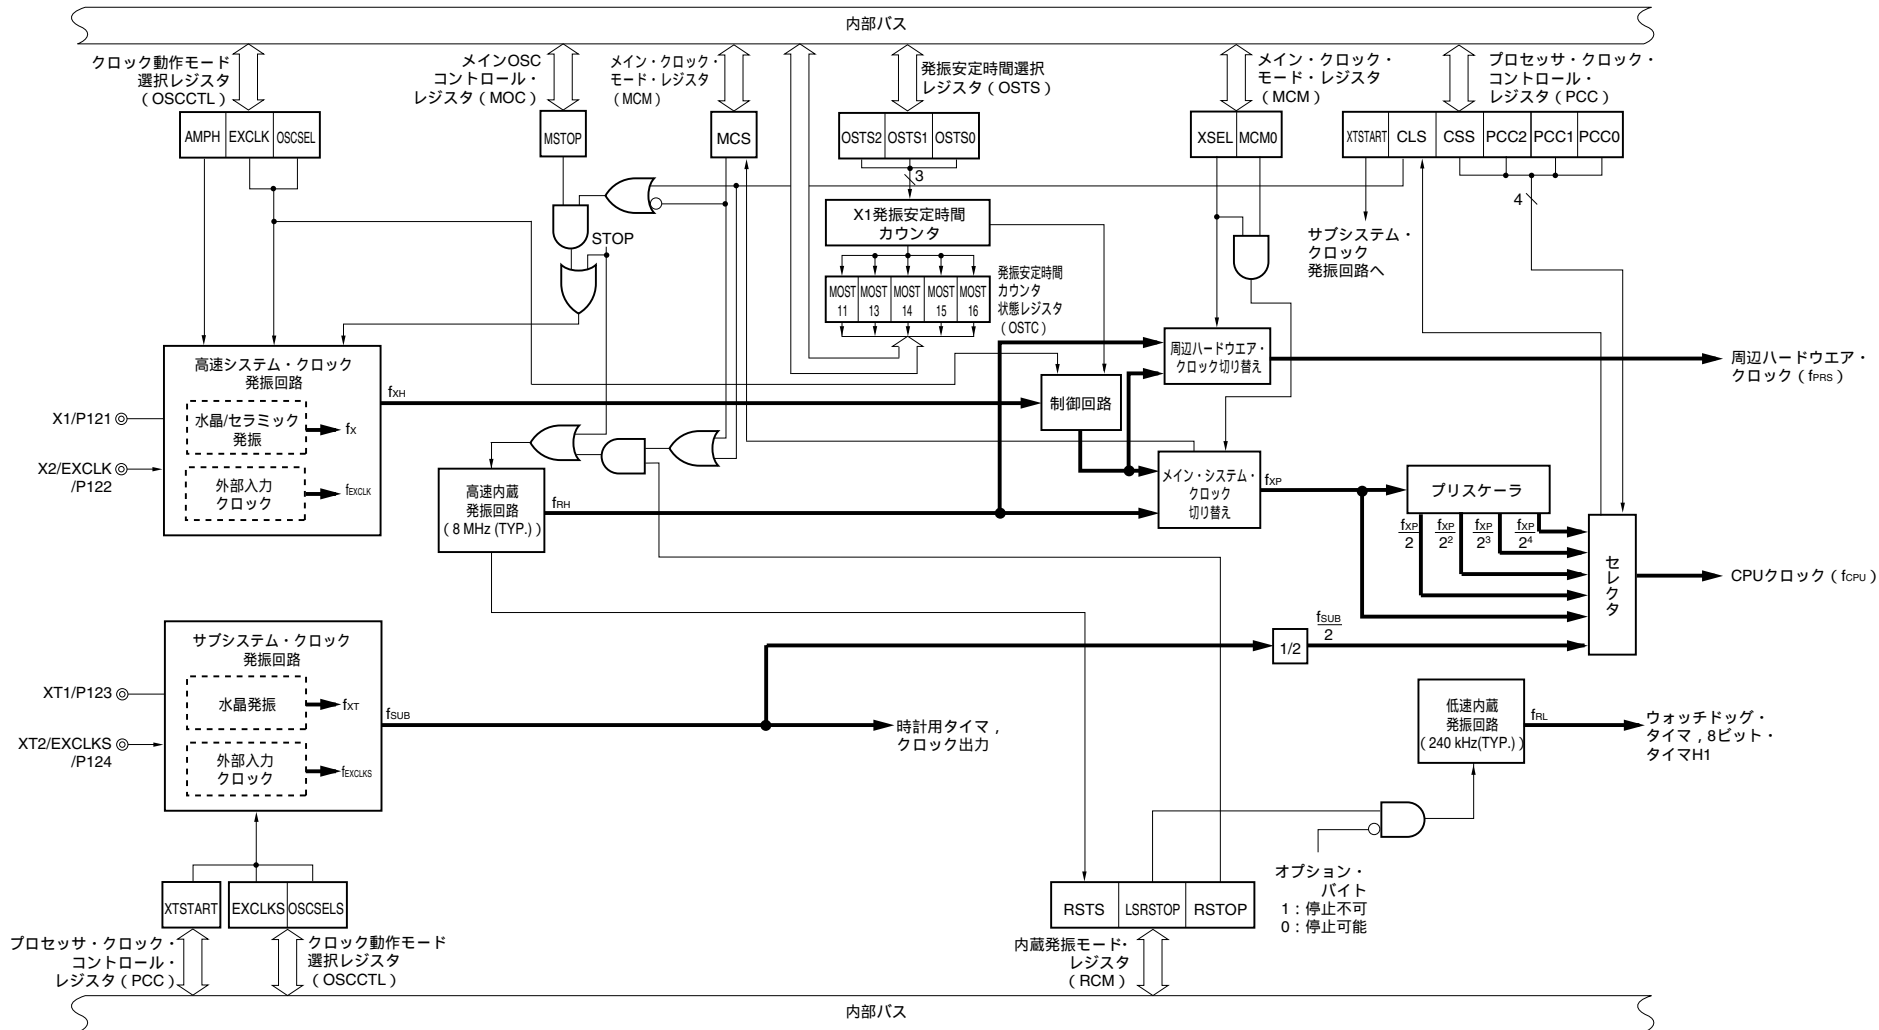 内部バス
クロック動作モード
選択レジスタ
（OSCCTL）
メインOSC
コントロール・
レジスタ（MOC）
メイン・クロック・
モード・レジスタ
（MCM）
発振安定時間選択
レジスタ（OSTS）
メイン・クロック・
モード・レジスタ
（MCM）
プロセッサ・クロック・
コントロール・
レジスタ（PCC）
AMPH EXCLK OSCSEL
MSTOP
MCS
OSTS2 OSTS1 OSTS0
XSEL MCM0
XTSTART CLS CSS PCC2 PCC1 PCC0
3
4
STOP
X1発振安定時間
カウンタ
サブシステム・
クロック
発振回路へ
MOST 11
MOST 13
MOST 14
MOST 15
MOST 16
発振安定時間
カウンタ
状態レジスタ
（OSTC）
高速システム・クロック
発振回路
水晶/セラミック
発振
fX
外部入力
クロック
fEXCLK
X1/P121
X2/EXCLK
/P122
fXH
制御回路
周辺ハードウエア・
クロック切り替え
周辺ハードウエア・
クロック（fPRS）
高速内蔵
発振回路
（8 MHz (TYP.)）
fRH
メイン・システム・
クロック
切り替え
fXP
プリスケーラ
fXP
2
fXP
2²
fXP
2³
fXP
2⁴
セレクタ
CPUクロック（fCPU）
サブシステム・クロック
発振回路
水晶発振
fXT
外部入力
クロック
fEXCLKS
XT1/P123
XT2/EXCLKS
/P124
fSUB
時計用タイマ，
クロック出力
1/2
fSUB
2
低速内蔵
発振回路
（240 kHz(TYP.)）
fRL
ウォッチドッグ・
タイマ，8ビット・
タイマH1
オプション・
バイト
1：停止不可
0：停止可能
XTSTART
EXCLKS OSCSELS
RSTS LSRSTOP RSTOP
プロセッサ・クロック・
コントロール・
レジスタ（PCC）
クロック動作モード
選択レジスタ
（OSCCTL）
内蔵発振モード・
レジスタ
（RCM）
内部バス